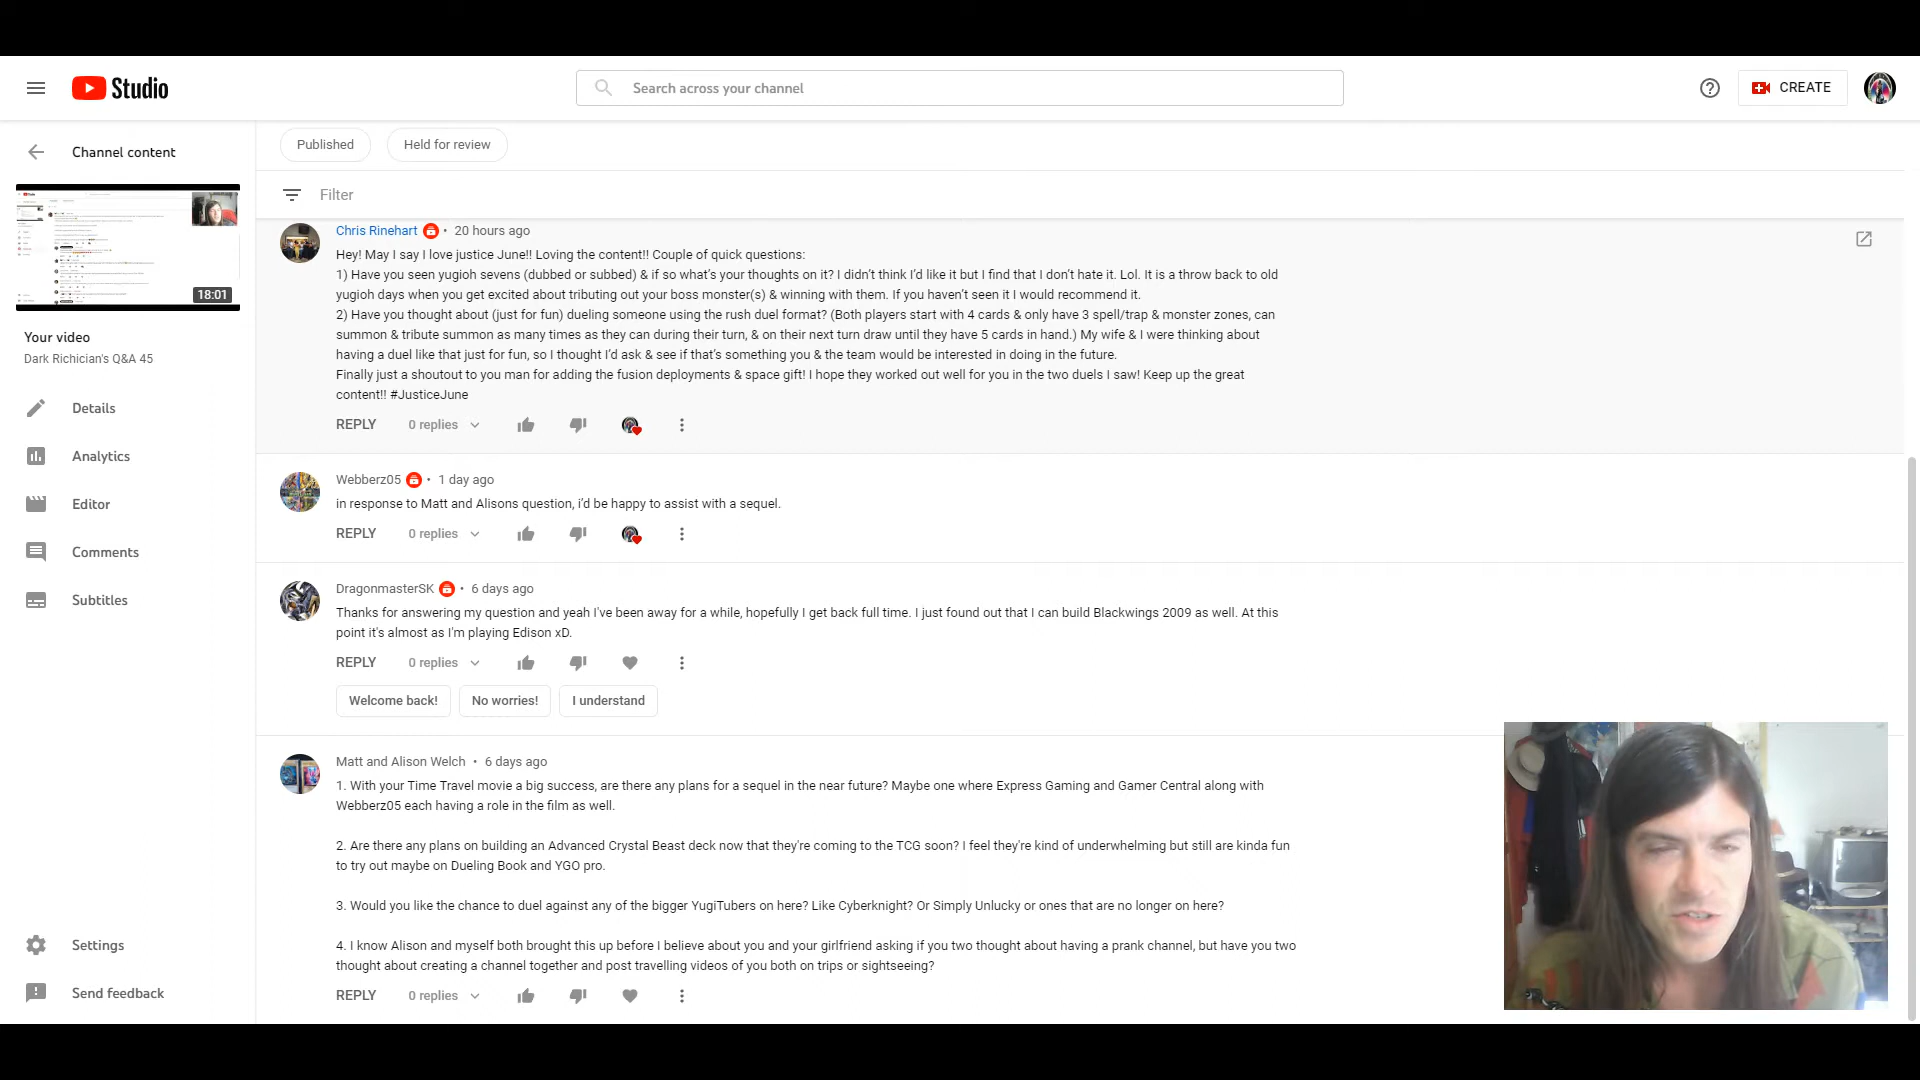 Studio
Search across your channel
CREATE
Channel content
Published
Held for review
Filter
18:01
Your video
Dark Richician's Q&A 45
Details
Analytics
Editor
Comments
Subtitles
Settings
Send feedback
Chris Rinehart • 20 hours ago
Hey! May I say I love justice June!! Loving the content!! Couple of quick questions:
1) Have you seen yugioh sevens (dubbed or subbed) & if so what's your thoughts on it? I didn't think I'd like it but I find that I don't hate it. Lol. It is a throw back to old
yugioh days when you get excited about tributing out your boss monster(s) & winning with them. If you haven't seen it I would recommend it.
2) Have you thought about (just for fun) dueling someone using the rush duel format? (Both players start with 4 cards & only have 3 spell/trap & monster zones, can
summon & tribute summon as many times as they can during their turn, & on their next turn draw until they have 5 cards in hand.) My wife & I were thinking about
having a duel like that just for fun, so I thought I'd ask & see if that's something you & the team would be interested in doing in the future.
Finally just a shoutout to you man for adding the fusion deployments & space gift! I hope they worked out well for you in the two duels I saw! Keep up the great
content!! #JusticeJune
REPLY 0 replies
Webberz05 • 1 day ago
in response to Matt and Alisons question, i'd be happy to assist with a sequel.
REPLY 0 replies
DragonmasterSK • 6 days ago
Thanks for answering my question and yeah I've been away for a while, hopefully I get back full time. I just found out that I can build Blackwings 2009 as well. At this
point it's almost as I'm playing Edison xD.
REPLY 0 replies
Welcome back! No worries! I understand
Matt and Alison Welch • 6 days ago
1. With your Time Travel movie a big success, are there any plans for a sequel in the near future? Maybe one where Express Gaming and Gamer Central along with
Webberz05 each having a role in the film as well.
2. Are there any plans on building an Advanced Crystal Beast deck now that they're coming to the TCG soon? I feel they're kind of underwhelming but still are kinda fun
to try out maybe on Dueling Book and YGO pro.
3. Would you like the chance to duel against any of the bigger YugiTubers on here? Like Cyberknight? Or Simply Unlucky or ones that are no longer on here?
4. I know Alison and myself both brought this up before I believe about you and your girlfriend asking if you two thought about having a prank channel, but have you two
thought about creating a channel together and post travelling videos of you both on trips or sightseeing?
REPLY 0 replies